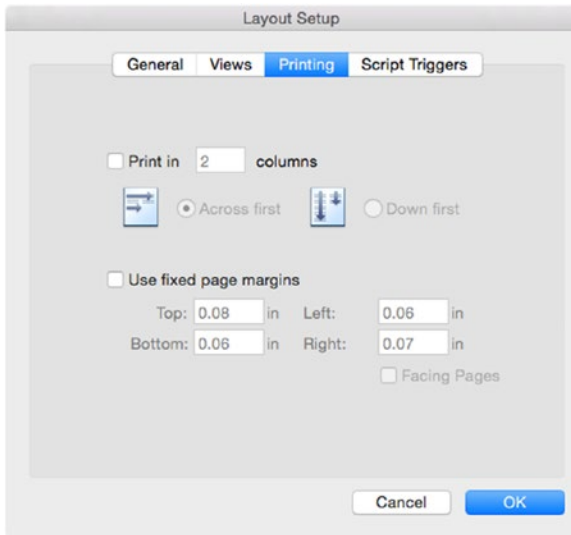 Layout Setup
General Views Printing Script Triggers
Print in 2 columns
Across first Down first
Use fixed page margins
Top: 0.08 in Left: 0.06 in
Bottom: 0.06 in Right: 0.07 in
Facing Pages
Cancel OK